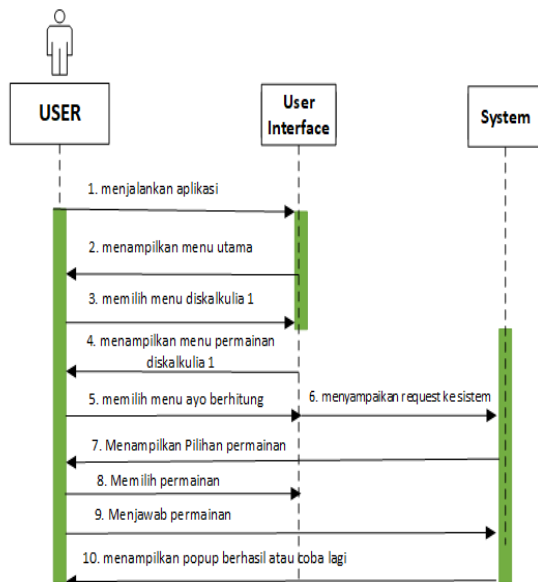 USER
User
Interface
System
1. menjalankan aplikasi
2. menampilkan menu utama
3. memilih menu diskalkulia 1
4. menampilkan menu permainan
diskalkulia 1
5. memilih menu ayo berhitung
6. menyampaikan request ke sistem
7. Menampilkan Pilihan permainan
8. Memilih permainan
9. Menjawab permainan
10. menampilkan popup berhasil atau coba lagi